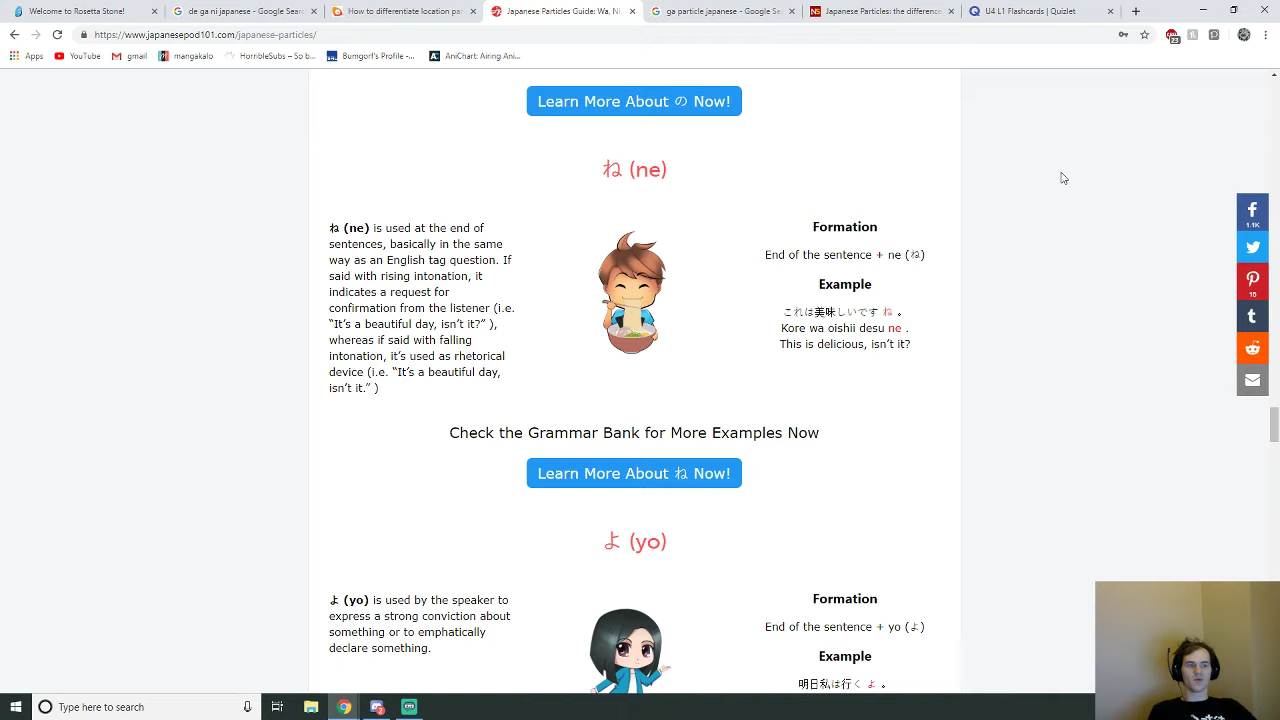 Welcome to Rosetta Stone!
de ga ni japanese - Google Sear
How to differentiate location par
Japanese Particles Guide: Wa, Ni,
ga particle japanese - Google Se
Japanese Particles: the difference
U4 L1 Flashcards | Quizlet
https://www.japanesepod101.com/japanese-particles/
23
Apps
YouTube
gmail
mangakalo
HorribleSubs – So b...
Bumgorf's Profile -...
AniChart: Airing Ani...
Learn More About の Now!
ね (ne)
ね (ne) is used at the end of
sentences, basically in the same
way as an English tag question. If
said with rising intonation, it
indicates a request for
confirmation from the listener (i.e.
“It’s a beautiful day, isn’t it?” ),
whereas if said with falling
intonation, it’s used as rhetorical
device (i.e. “It’s a beautiful day,
isn’t it.” )
Formation
End of the sentence + ne (ね)
Example
これは美味しいです ね 。
Kore wa oishii desu ne .
This is delicious, isn’t it?
1.1K
15
Check the Grammar Bank for More Examples Now
Learn More About ね Now!
よ (yo)
よ (yo) is used by the speaker to
express a strong conviction about
something or to emphatically
declare something.
Formation
End of the sentence + yo (よ)
Example
明日私は行く よ 。
Type here to search